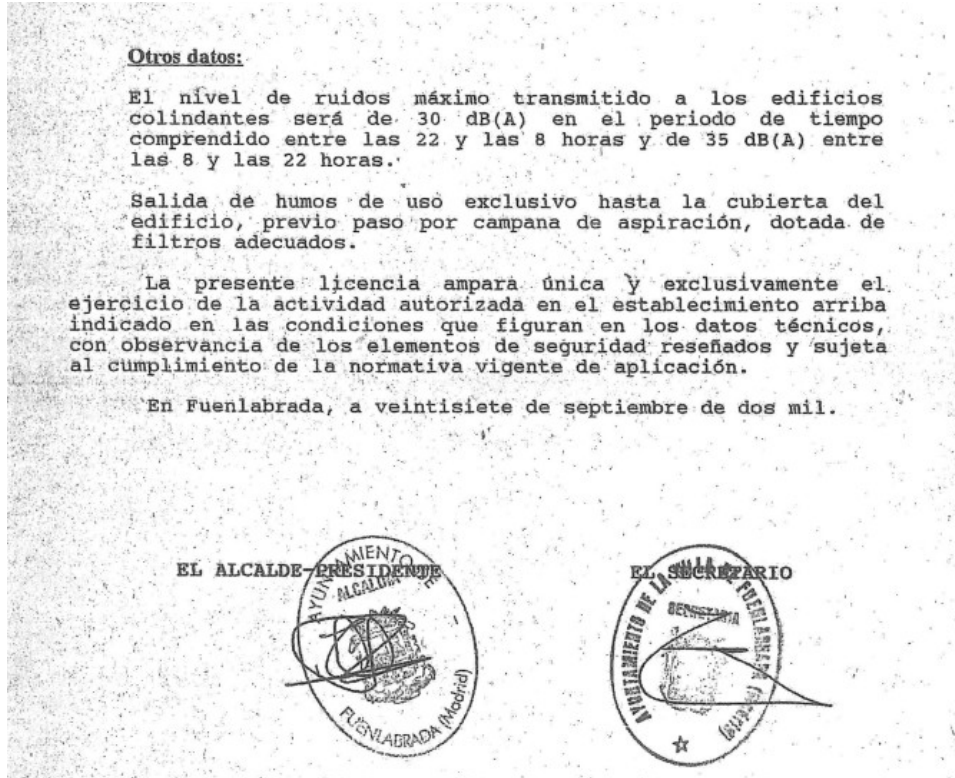 Otros datos:
El nivel de ruidos máximo transmitido a los edificios
colindantes será de 30 dB(A) en el periodo de tiempo
comprendido entre las 22 y las 8 horas y de 35 dB(A) entre
las 8 y las 22 horas.
Salida de humos de uso exclusivo hasta la cubierta del
edificio, previo paso por campana de aspiración, dotada de
filtros adecuados.
La presente licencia ampara única y exclusivamente el
ejercicio de la actividad autorizada en el establecimiento arriba
indicado en las condiciones que figuran en los datos técnicos,
con observancia de los elementos de seguridad reseñados y sujeta
al cumplimiento de la normativa vigente de aplicación.
En Fuenlabrada, a veintisiete de septiembre de dos mil.
EL ALCALDE-PRESIDENTE
EL SECRETARIO
AYUNTAMIENTO DE
ALCALDIA
FUENLABRADA (Madrid)
AYUNTAMIENTO DE LA VILLA DE FUENLABRADA (Madrid)
SECRETARIA